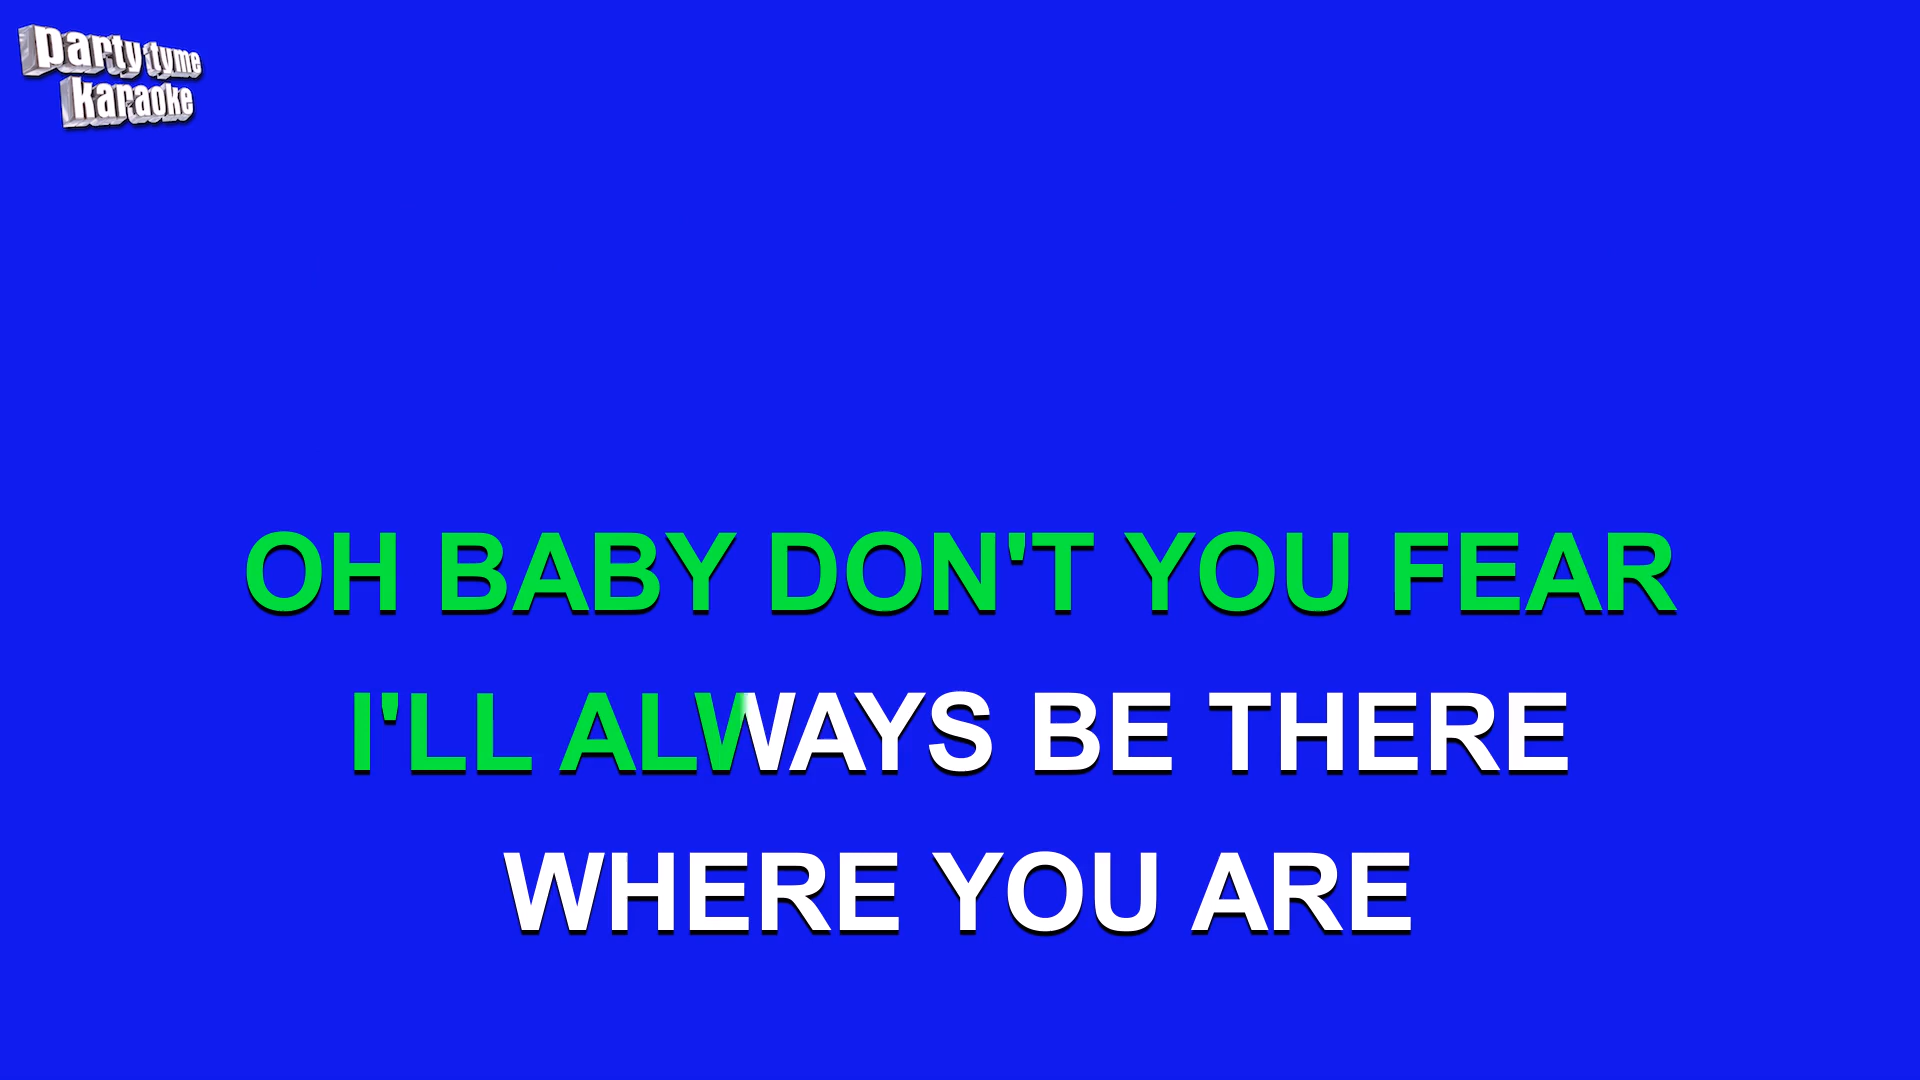 party tyme
karaoke
OH BABY DON'T YOU FEAR
I'LL ALWAYS BE THERE
WHERE YOU ARE